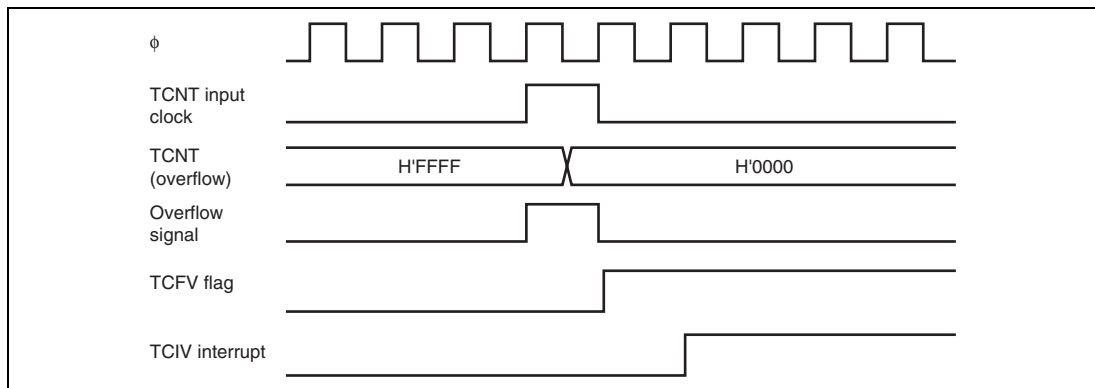 ϕ
TCNT input
clock
TCNT
(overflow)
H'FFFF
H'0000
Overflow
signal
TCFV flag
TCIV interrupt